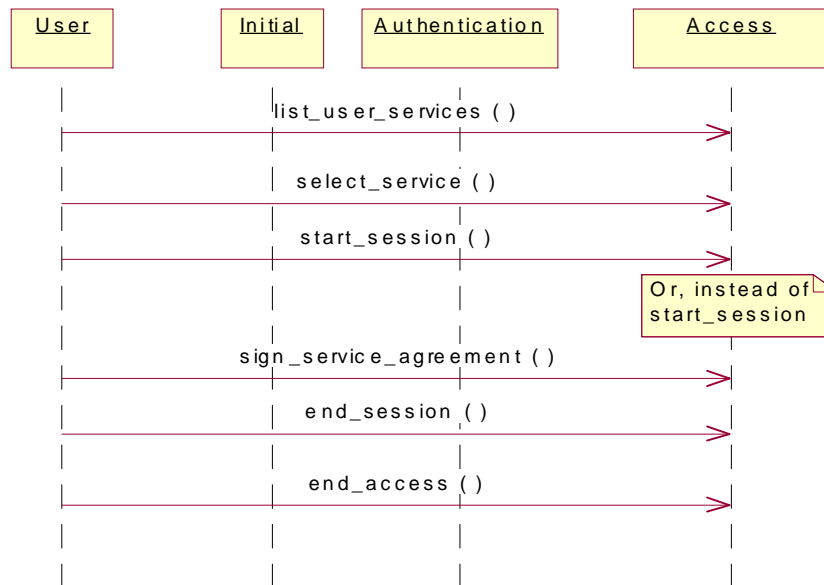 User Initial Authentication Access
list_user_services ( )
select_service ( )
start_session ( )
Or, instead of
start_session
sign_service_agreement ( )
end_session ( )
end_access ( )